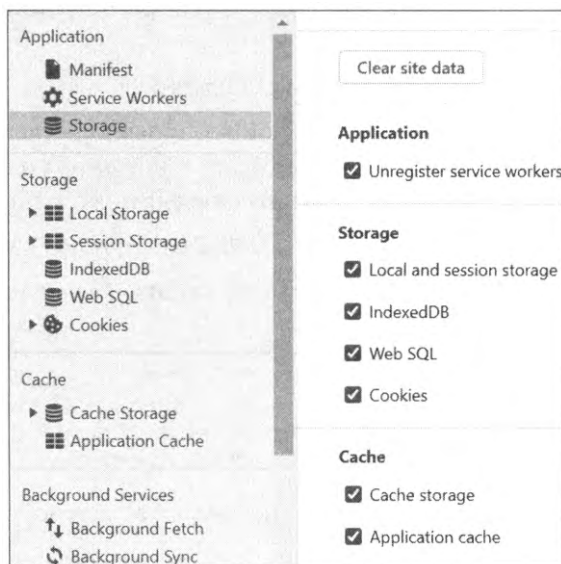 Application
Manifest
Service Workers
Storage
Storage
Local Storage
Session Storage
IndexedDB
Web SQL
Cookies
Cache
Cache Storage
Application Cache
Background Services
Background Fetch
Background Sync
Clear site data
Application
Unregister service workers
Storage
Local and session storage
IndexedDB
Web SQL
Cookies
Cache
Cache storage
Application cache